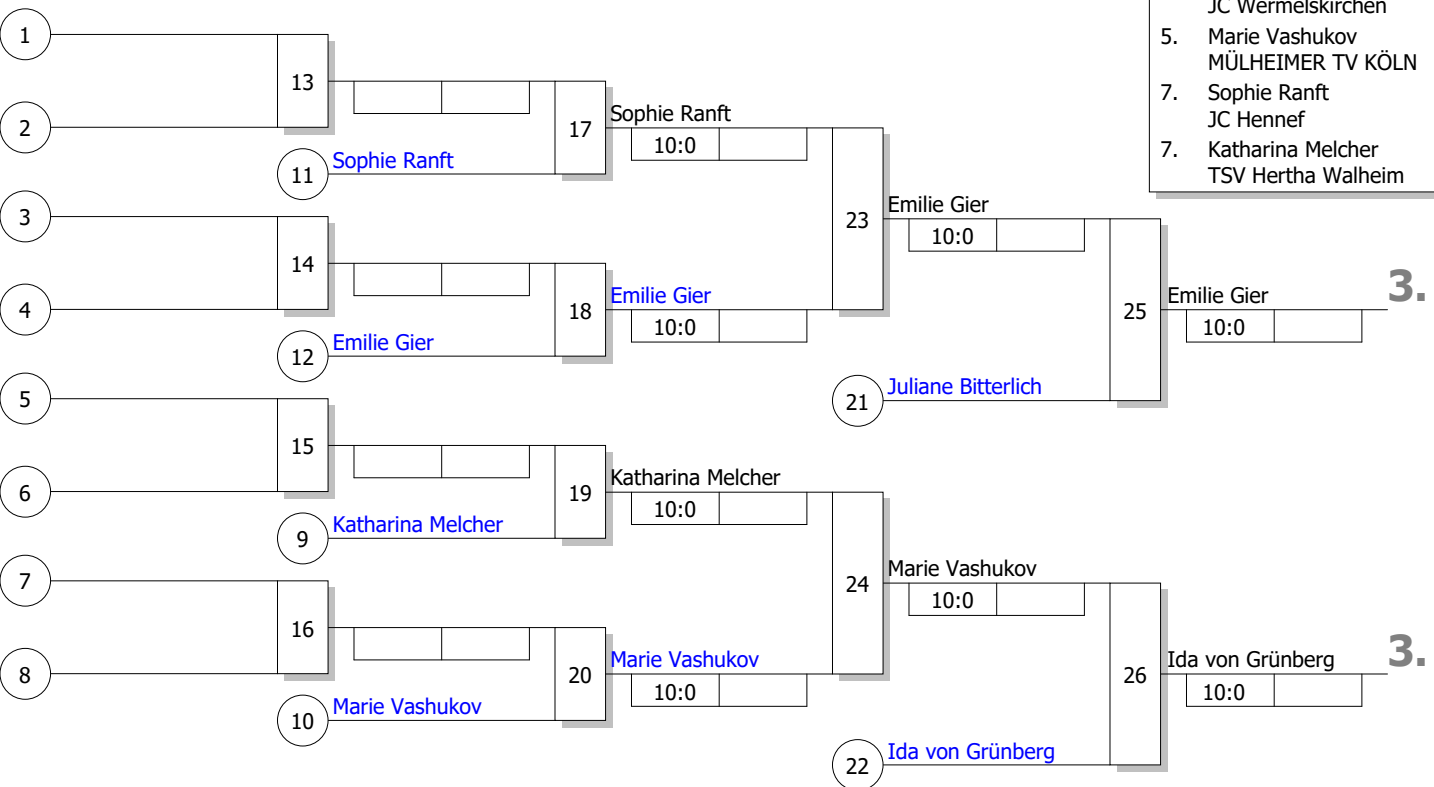 JC Wermelskirchen
5. Marie Vashukov
MÜLHEIMER TV KÖLN
7. Sophie Ranft
JC Hennef
7. Katharina Melcher
TSV Hertha Walheim
1
13
2
17
Sophie Ranft
10:0
11
Sophie Ranft
3
23
Emilie Gier
10:0
14
4
18
Emilie Gier
10:0
12
Emilie Gier
25
Emilie Gier
10:0
3.
5
21
Juliane Bitterlich
15
6
19
Katharina Melcher
10:0
9
Katharina Melcher
7
24
Marie Vashukov
10:0
16
8
20
Marie Vashukov
10:0
10
Marie Vashukov
26
Ida von Grünberg
10:0
3.
22
Ida von Grünberg